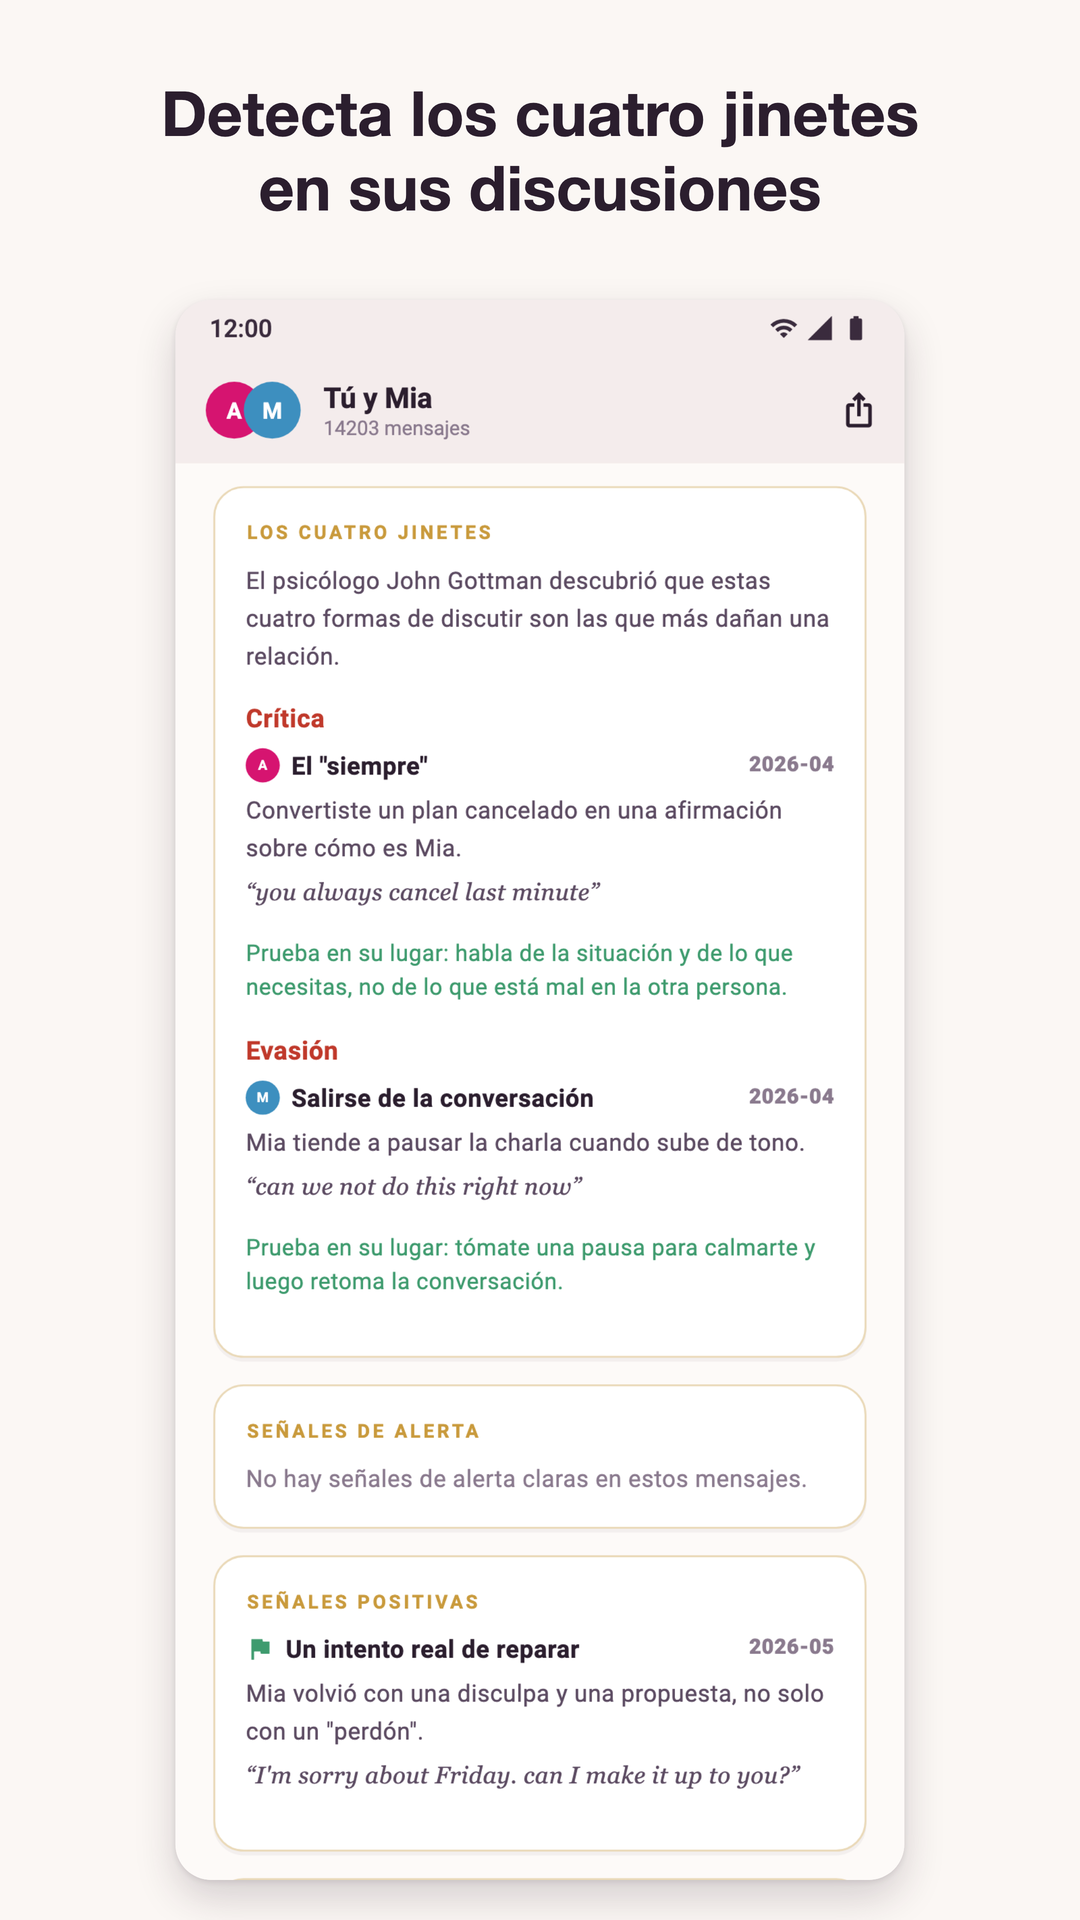 Detecta los cuatro jinetes
en sus discusiones
12:00
A M
Tú y Mia
14203 mensajes
LOS CUATRO JINETES
El psicólogo John Gottman descubrió que estas
cuatro formas de discutir son las que más dañan una
relación.
Crítica
A El "siempre" 2026-04
Convertiste un plan cancelado en una afirmación
sobre cómo es Mia.
“you always cancel last minute”
Prueba en su lugar: habla de la situación y de lo que
necesitas, no de lo que está mal en la otra persona.
Evasión
M Salirse de la conversación 2026-04
Mia tiende a pausar la charla cuando sube de tono.
“can we not do this right now”
Prueba en su lugar: tómate una pausa para calmarte y
luego retoma la conversación.
SEÑALES DE ALERTA
No hay señales de alerta claras en estos mensajes.
SEÑALES POSITIVAS
Un intento real de reparar 2026-05
Mia volvió con una disculpa y una propuesta, no solo
con un "perdón".
“I'm sorry about Friday. can I make it up to you?”